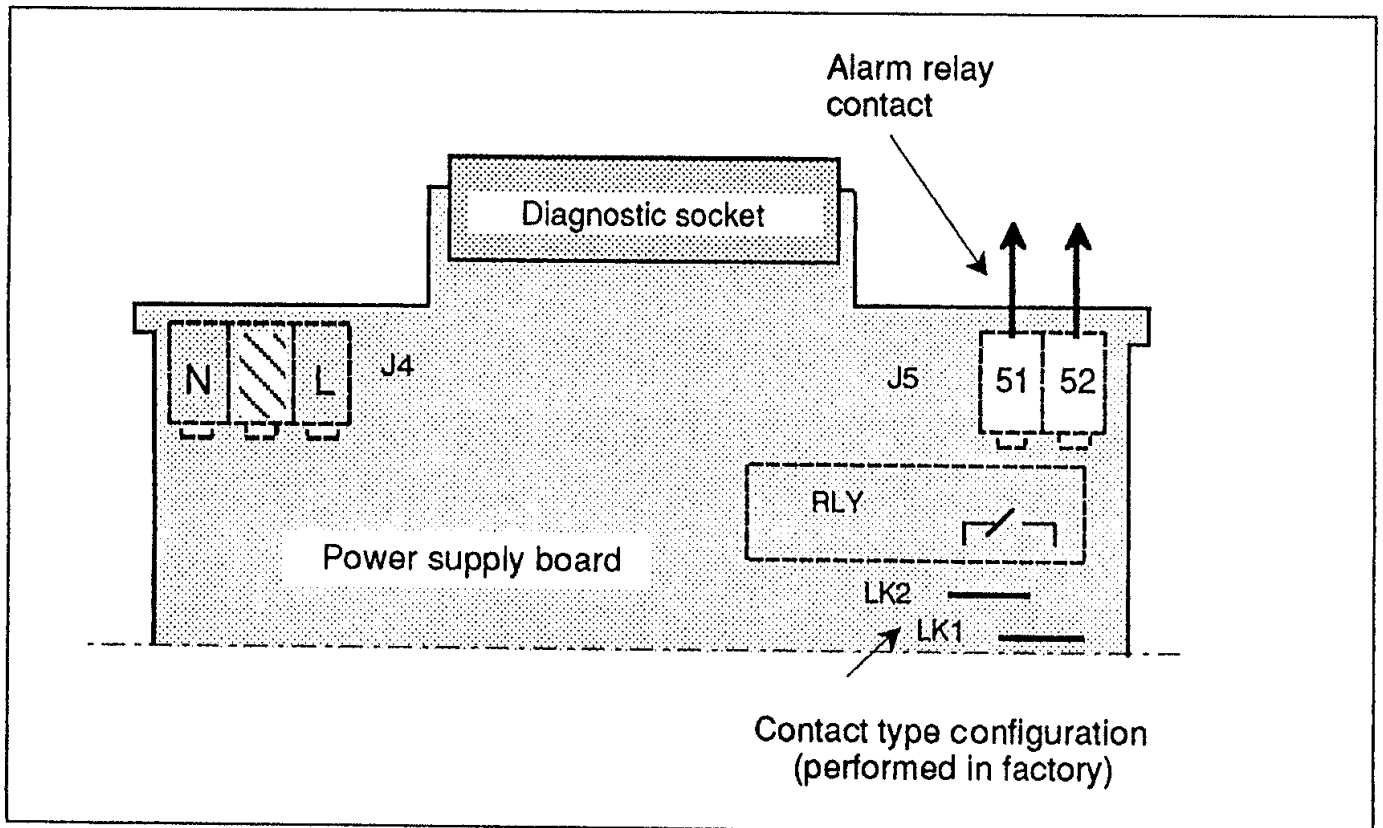 Alarm relay
contact
Diagnostic socket
N L J4
J5 51 52
RLY
Power supply board
LK2
LK1
Contact type configuration
(performed in factory)